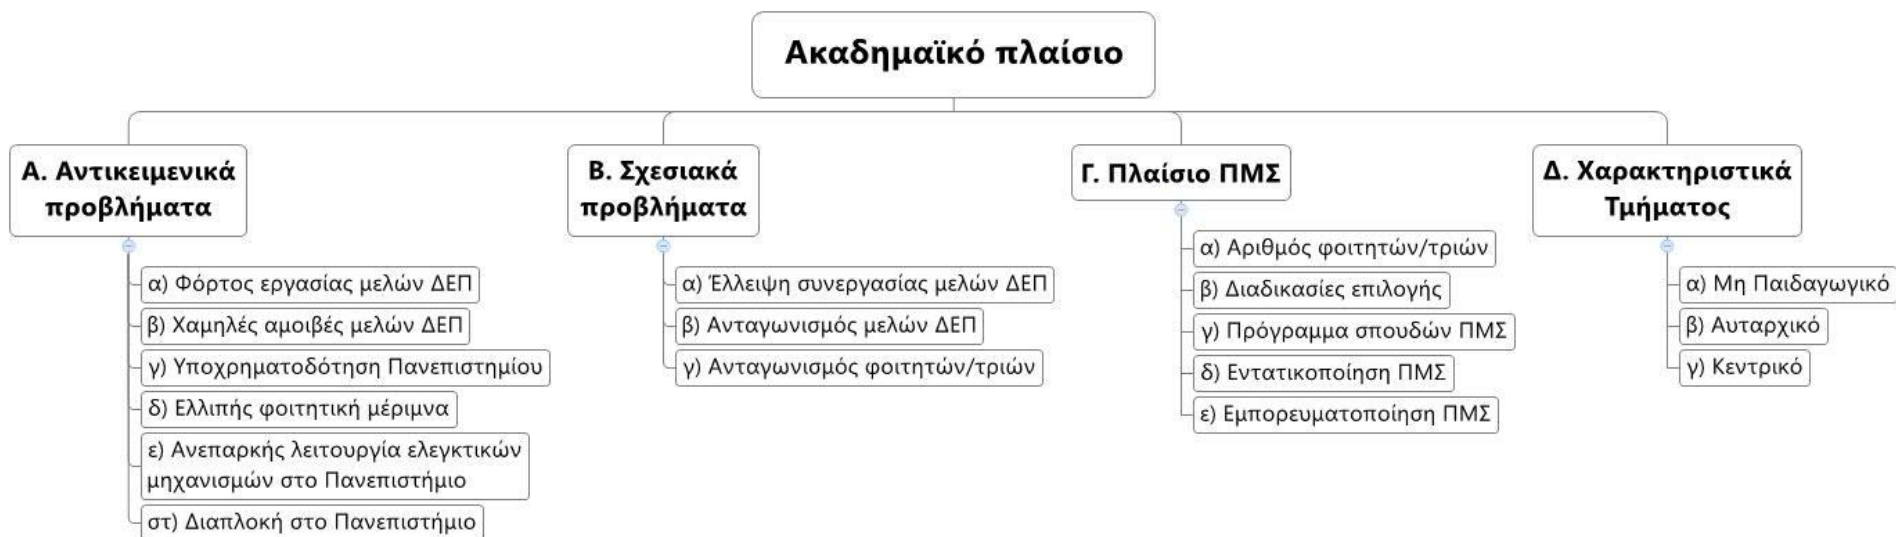 Ακαδημαϊκό πλαίσιο
Α. Αντικειμενικά
προβλήματα
α) Φόρτος εργασίας μελών ΔΕΠ
β) Χαμηλές αμοιβές μελών ΔΕΠ
γ) Υποχρηματοδότηση Πανεπιστημίου
δ) Ελλιπής φοιτητική μέριμνα
ε) Ανεπαρκής λειτουργία ελεγκτικών
μηχανισμών στο Πανεπιστήμιο
στ) Διαπλοκή στο Πανεπιστήμιο
Β. Σχεσιακά
προβλήματα
α) Έλλειψη συνεργασίας μελών ΔΕΠ
β) Ανταγωνισμός μελών ΔΕΠ
γ) Ανταγωνισμός φοιτητών/τριών
Γ. Πλαίσιο ΠΜΣ
α) Αριθμός φοιτητών/τριών
β) Διαδικασίες επιλογής
γ) Πρόγραμμα σπουδών ΠΜΣ
δ) Εντατικοποίηση ΠΜΣ
ε) Εμπορευματοποίηση ΠΜΣ
Δ. Χαρακτηριστικά
Τμήματος
α) Μη Παιδαγωγικό
β) Αυταρχικό
γ) Κεντρικό